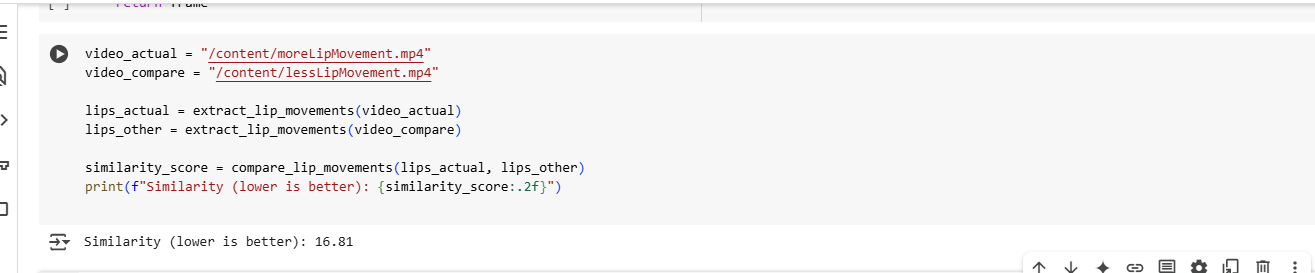 [ ] return frame
video_actual = "/content/moreLipMovement.mp4"
video_compare = "/content/lessLipMovement.mp4"
lips_actual = extract_lip_movements(video_actual)
lips_other = extract_lip_movements(video_compare)
similarity_score = compare_lip_movements(lips_actual, lips_other)
print(f"Similarity (lower is better): {similarity_score:.2f}")
Similarity (lower is better): 16.81